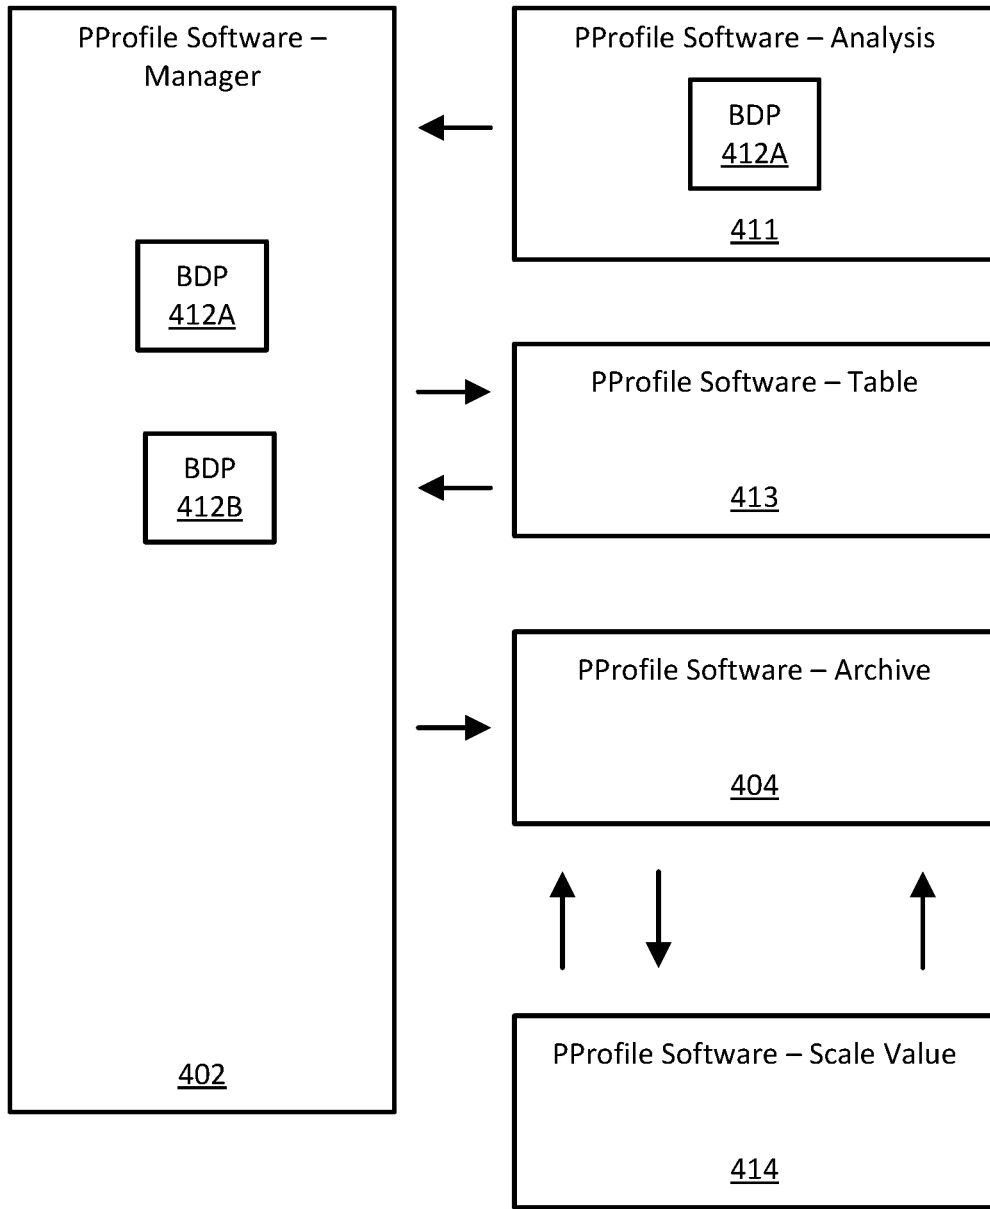 PProfile Software –
Manager
BDP
412A
BDP
412B
402
PProfile Software – Analysis
BDP
412A
411
PProfile Software – Table
413
PProfile Software – Archive
404
PProfile Software – Scale Value
414